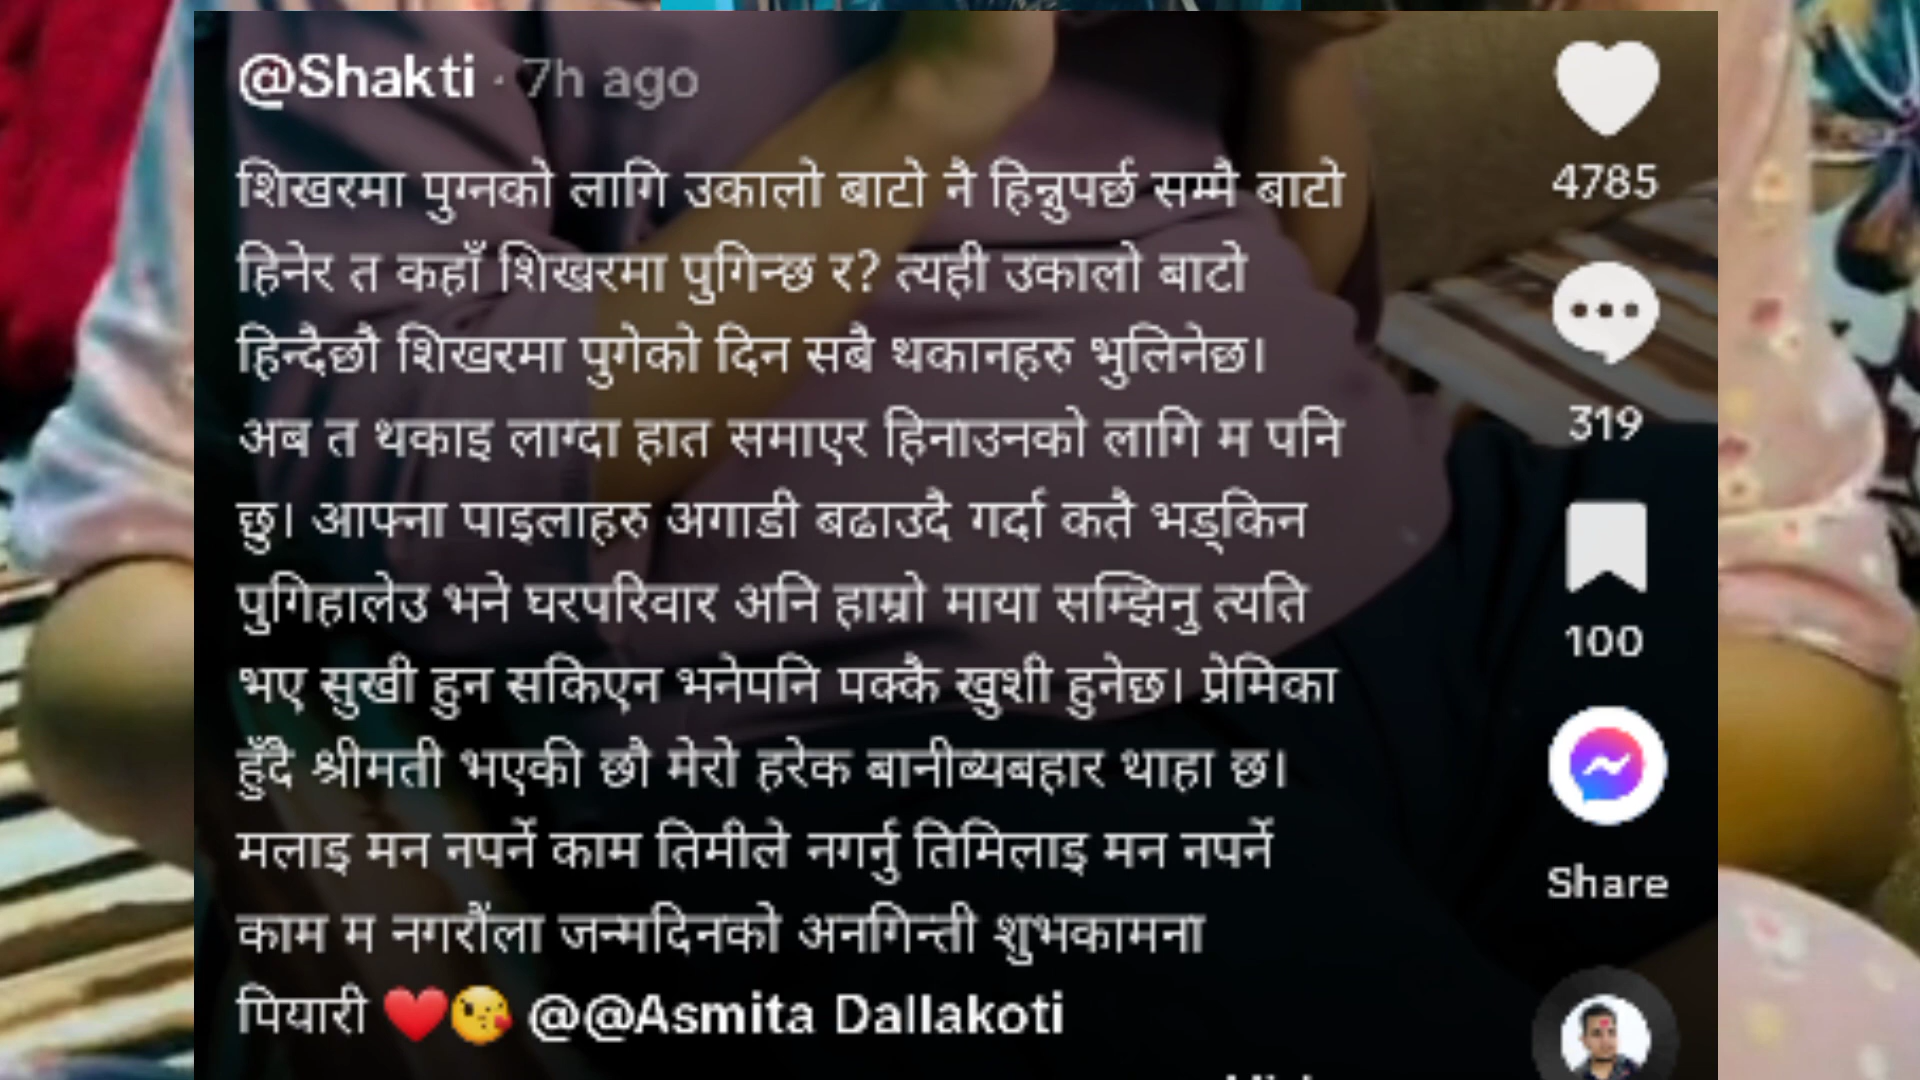 @Shakti · 7h ago
शिखरमा पुग्नको लागि उकालो बाटो नै हिन्नुपर्छ सम्मै बाटो
हिनेर त कहाँ शिखरमा पुगिन्छ र? त्यही उकालो बाटो
हिन्दैछौ शिखरमा पुगेको दिन सबै थकानहरु भुलिनेछ।
अब त थकाइ लाग्दा हात समाएर हिनाउनको लागि म पनि
छु। आफ्ना पाइलाहरु अगाडी बढाउदै गर्दा कतै भड्किन
पुगिहालेउ भने घरपरिवार अनि हाम्रो माया सम्झिनु त्यति
भए सुखी हुन सकिएन भनेपनि पक्कै खुशी हुनेछ। प्रेमिका
हुँदै श्रीमती भएकी छौ मेरो हरेक बानीब्यबहार थाहा छ।
मलाइ मन नपर्ने काम तिमीले नगर्नु तिमिलाइ मन नपर्ने
काम म नगरौंला जन्मदिनको अनगिन्ती शुभकामना
पियारी ❤️😘 @@Asmita Dallakoti
4785
319
100
Share